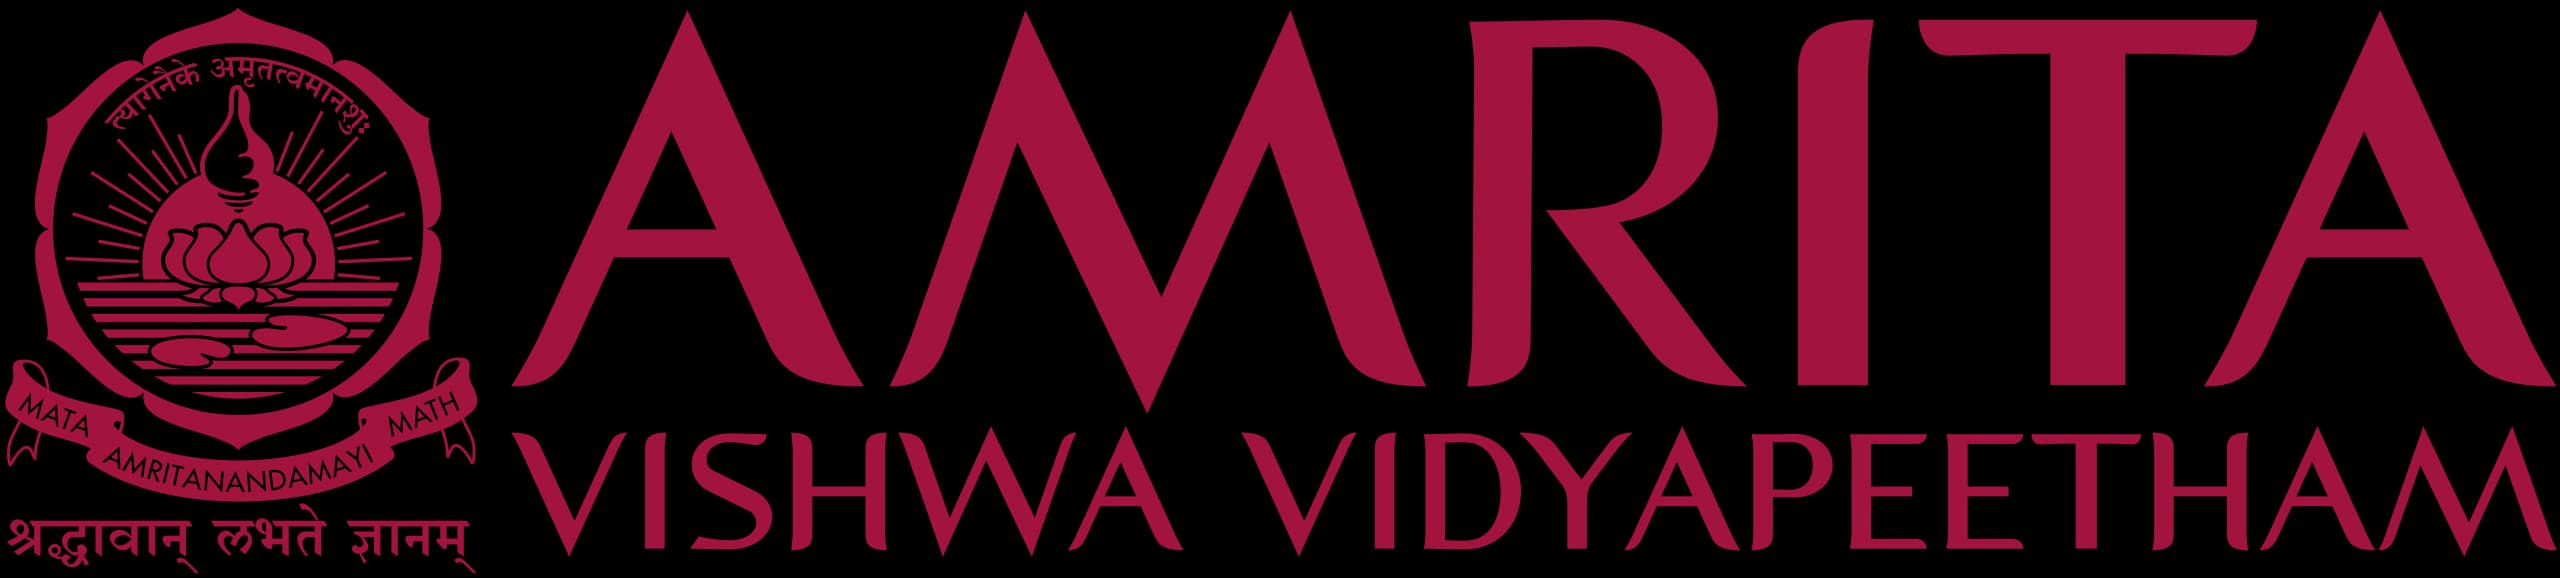 त्यागेनैके अमृतत्वमानशुः
MATA AMRITANANDAMAYI MATH
श्रद्धावान् लभते ज्ञानम्
AMRITA
VISHWA VIDYAPEETHAM